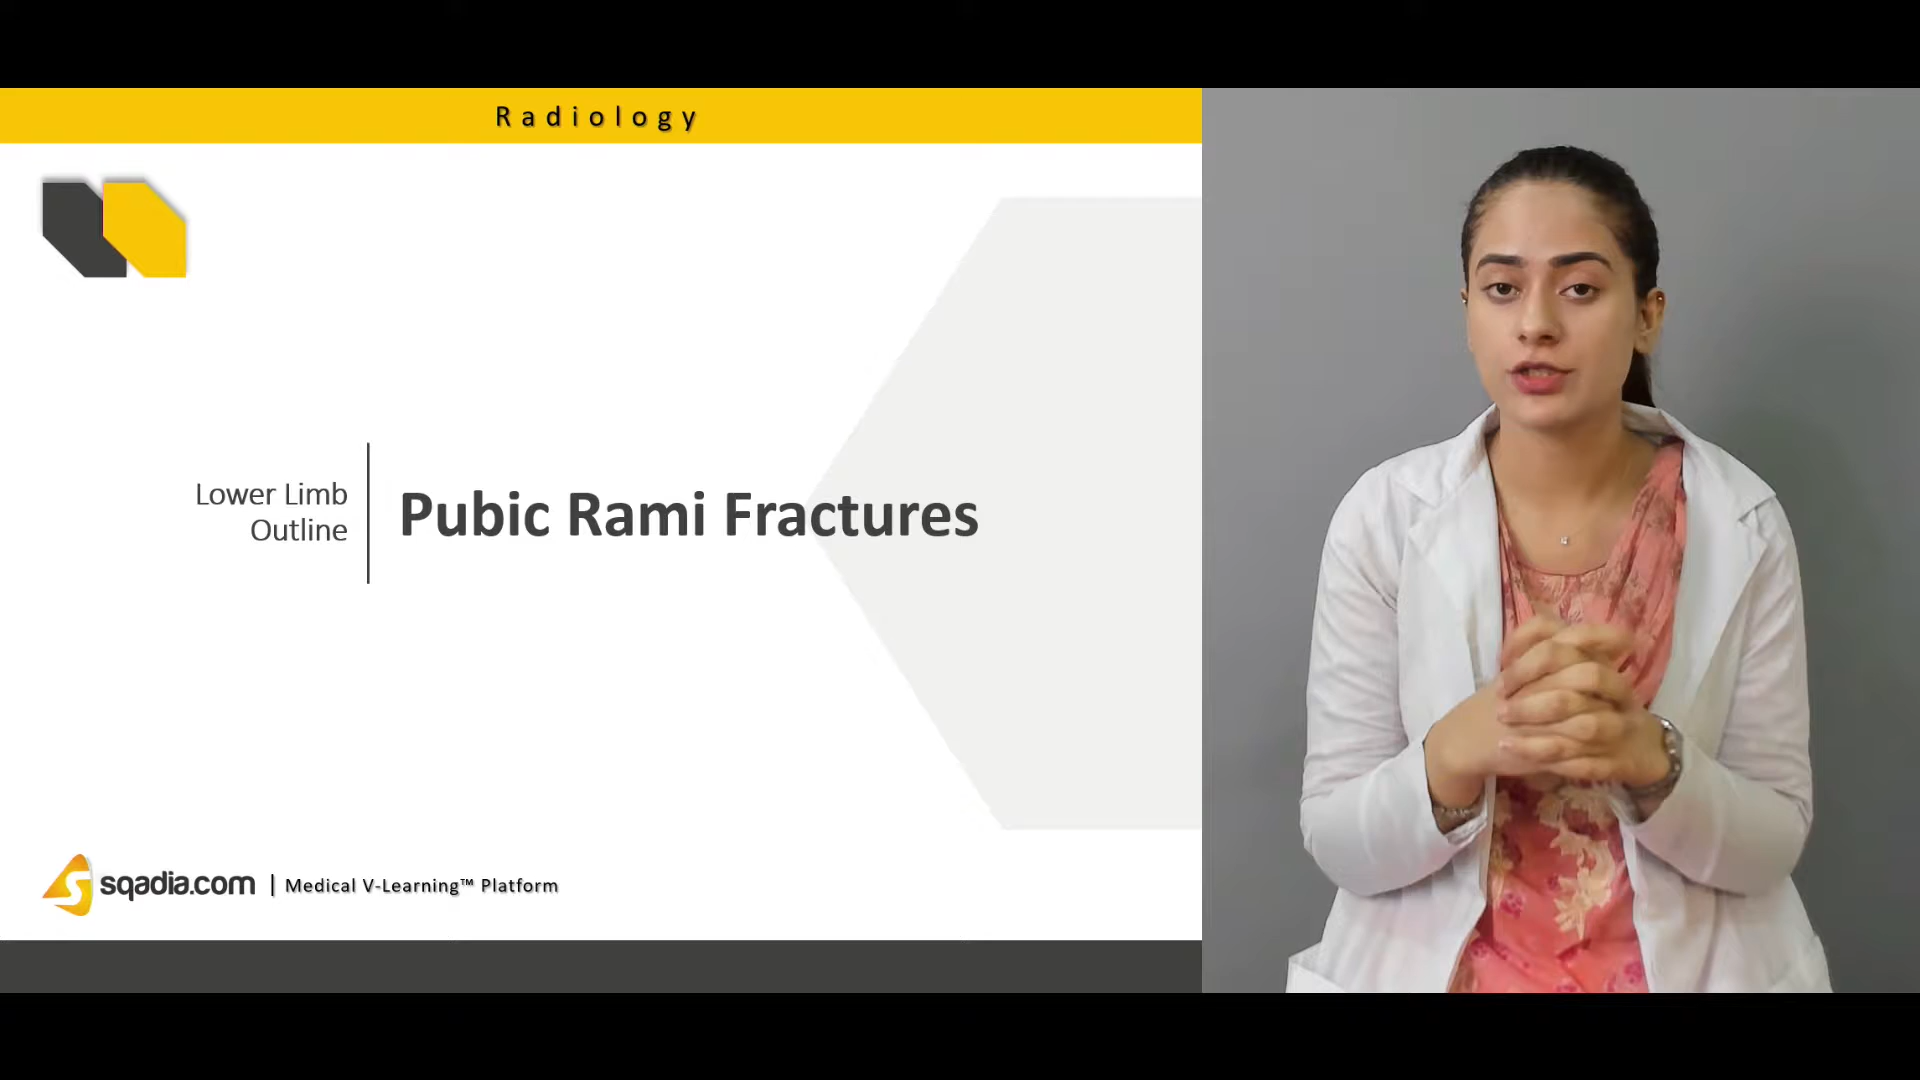 Radiology
Lower Limb
Outline
Pubic Rami Fractures
sqadia.com | Medical V-Learning™ Platform